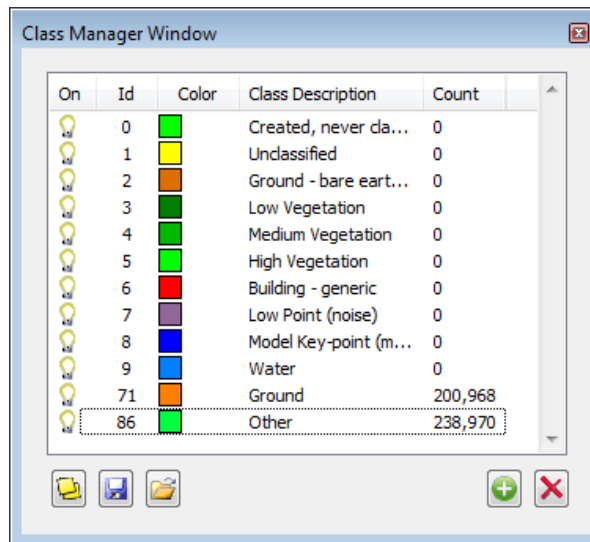 Class Manager Window
On Id Color Class Description Count
0 Created, never cla... 0
1 Unclassified 0
2 Ground - bare eart... 0
3 Low Vegetation 0
4 Medium Vegetation 0
5 High Vegetation 0
6 Building - generic 0
7 Low Point (noise) 0
8 Model Key-point (m... 0
9 Water 0
71 Ground 200,968
86 Other 238,970